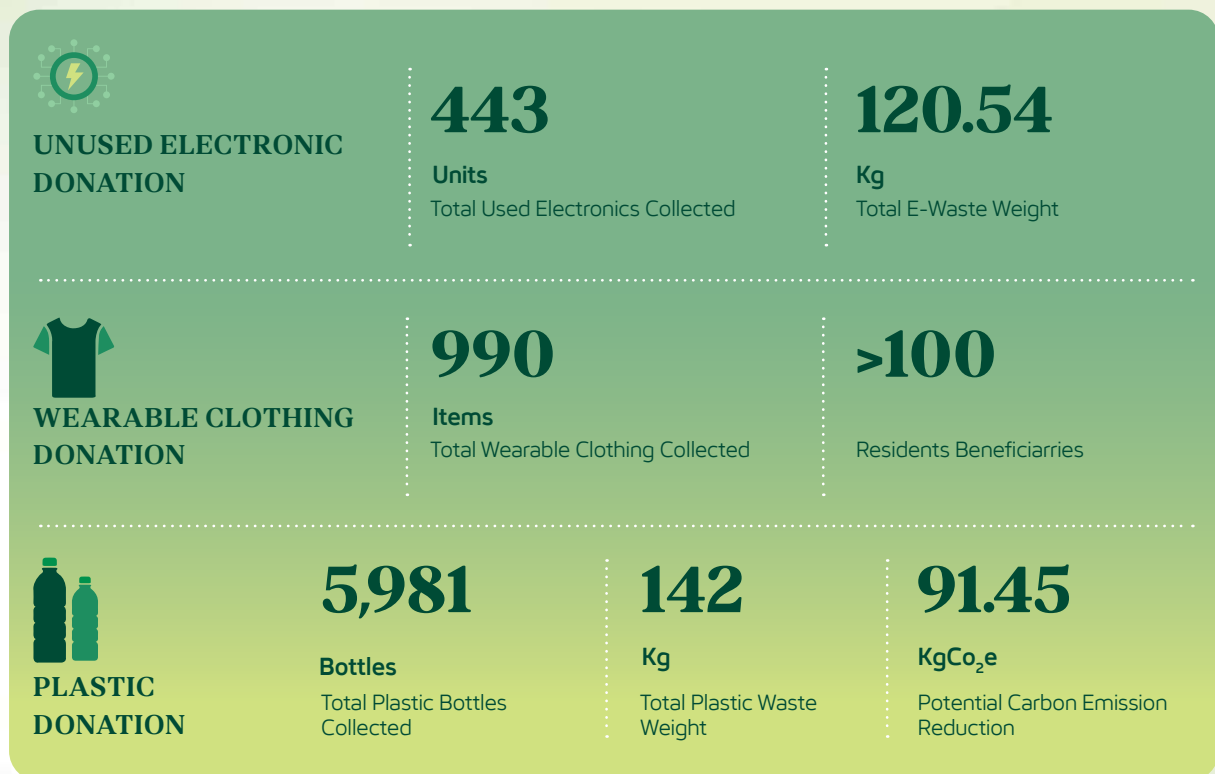 UNUSED ELECTRONIC
DONATION
443
Units
Total Used Electronics Collected
120.54
Kg
Total E-Waste Weight
WEARABLE CLOTHING
DONATION
990
Items
Total Wearable Clothing Collected
>100
Residents Beneficiarries
PLASTIC
DONATION
5,981
Bottles
Total Plastic Bottles
Collected
142
Kg
Total Plastic Waste
Weight
91.45
KgCo₂e
Potential Carbon Emission
Reduction